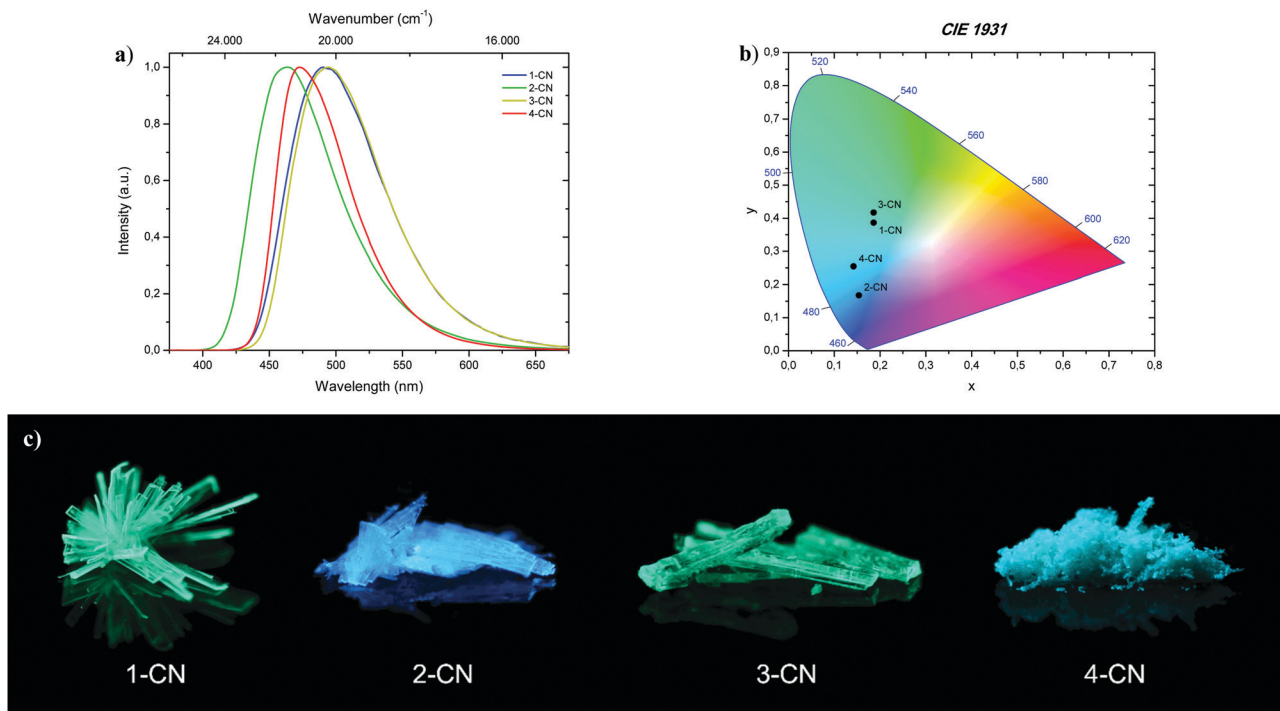 Wavenumber (cm⁻¹)
24.000 20.000 16.000
a)
1,0
0,8
0,6
0,4
0,2
0,0
Intensity (a.u.)
1-CN
2-CN
3-CN
4-CN
400 450 500 550 600 650
Wavelength (nm)
b)
CIE 1931
0,9
0,8
0,7
0,6
0,5
0,4
0,3
0,2
0,1
0,0
y
520
540
560
500
580
600
620
480
460
3-CN
1-CN
4-CN
2-CN
0,0 0,1 0,2 0,3 0,4 0,5 0,6 0,7 0,8
x
c)
1-CN 2-CN 3-CN 4-CN